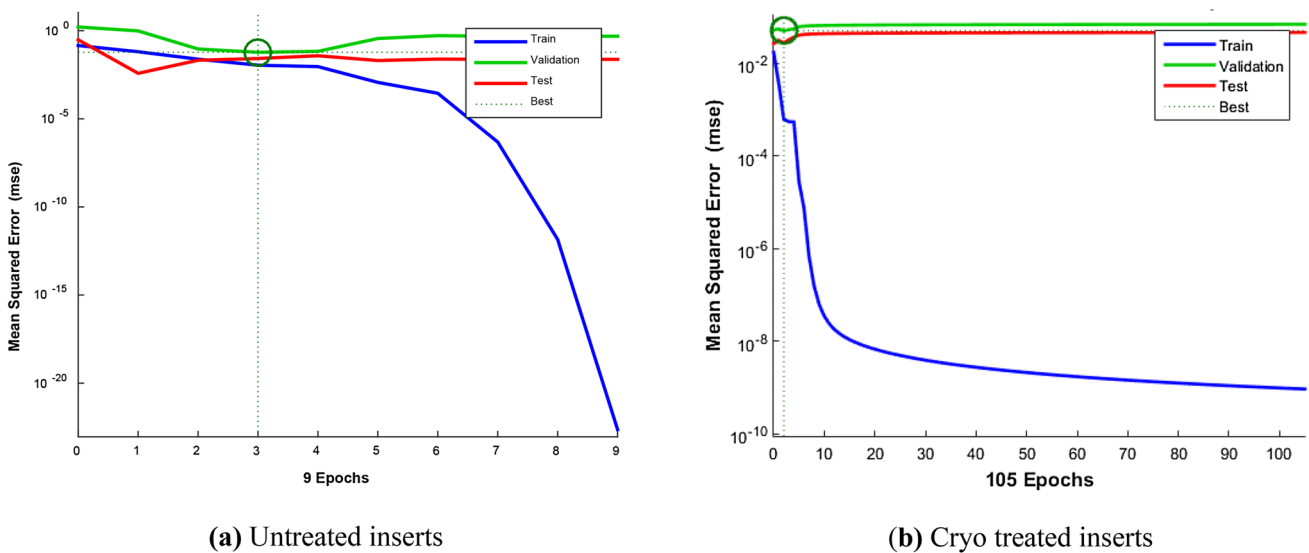 Mean Squared Error (mse)
10^0
10^-5
10^-10
10^-15
10^-20
Train
Validation
Test
Best
0 1 2 3 4 5 6 7 8 9
9 Epochs
(a) Untreated inserts
Mean Squared Error (mse)
10^-2
10^-4
10^-6
10^-8
10^-10
Train
Validation
Test
Best
0 10 20 30 40 50 60 70 80 90 100
105 Epochs
(b) Cryo treated inserts